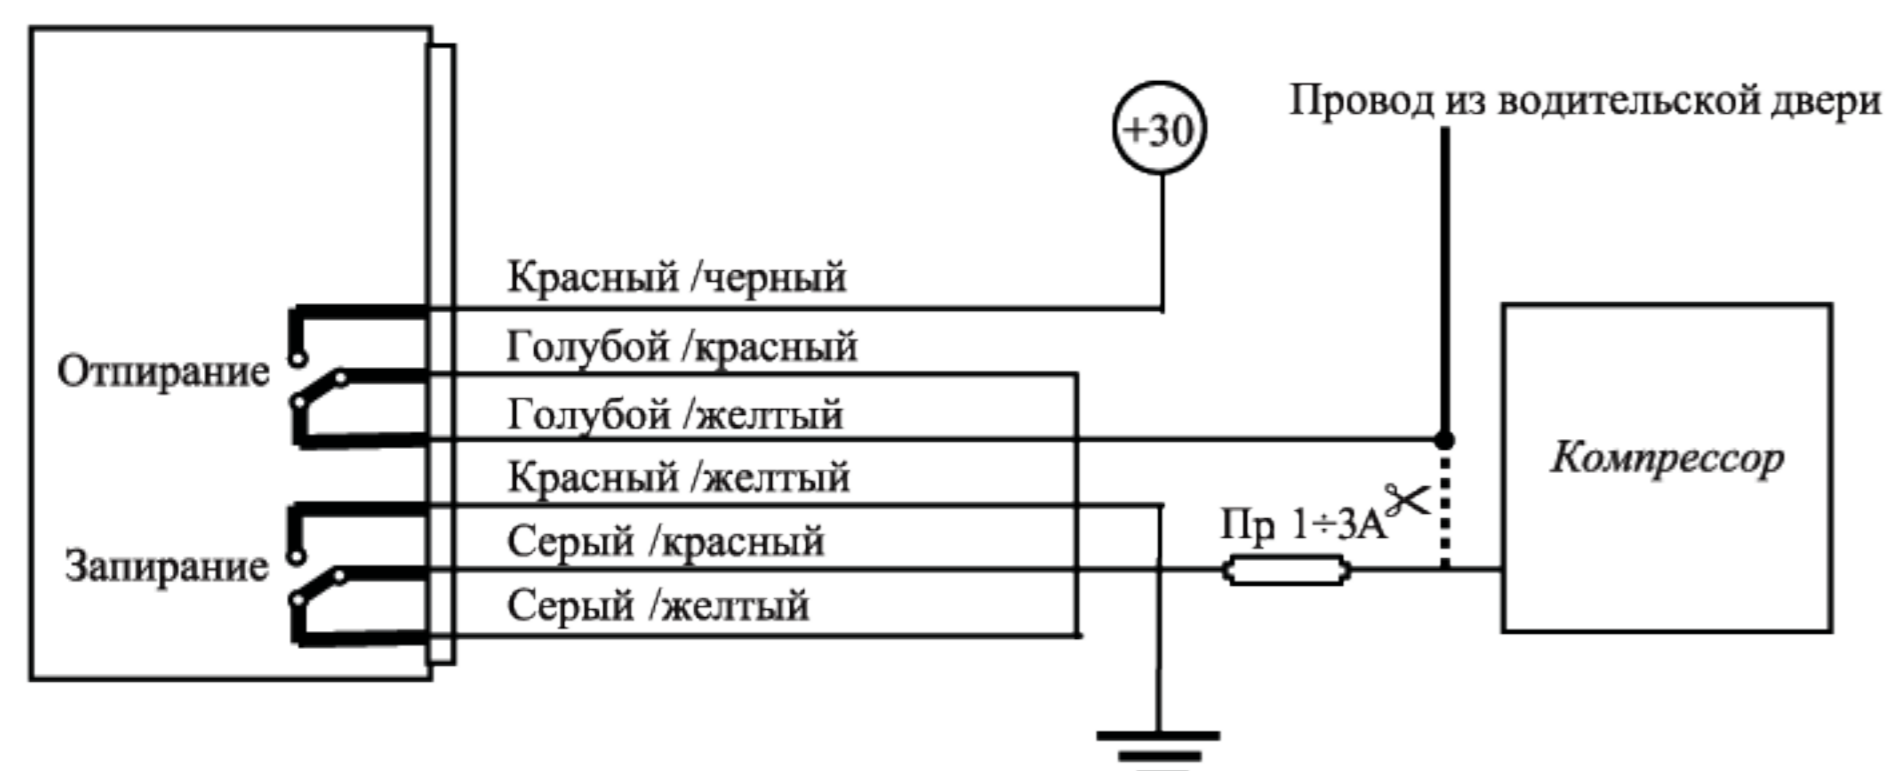 +30
Провод из водительской двери
Красный /черный
Голубой /красный
Отпирание
Голубой /желтый
Красный /желтый
Компрессор
Пр 1÷3А
Серый /красный
Запирание
Серый /желтый